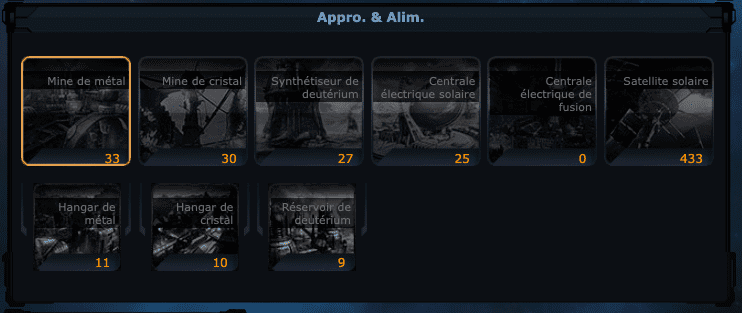 Appro. & Alim.
Mine de métal
33
Mine de cristal
30
Synthétiseur de
deutérium
27
Centrale
électrique solaire
25
Centrale
électrique de
fusion
0
Satellite solaire
433
Hangar de
métal
11
Hangar de
cristal
10
Réservoir de
deutérium
9